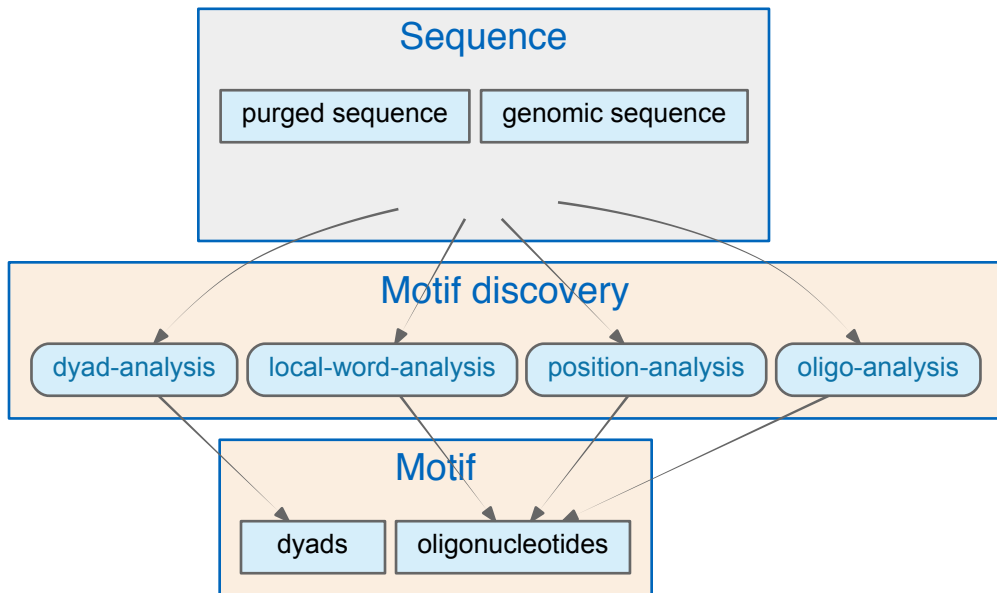 Sequence
purged sequence
genomic sequence
Motif discovery
dyad-analysis
local-word-analysis
position-analysis
oligo-analysis
Motif
dyads
oligonucleotides